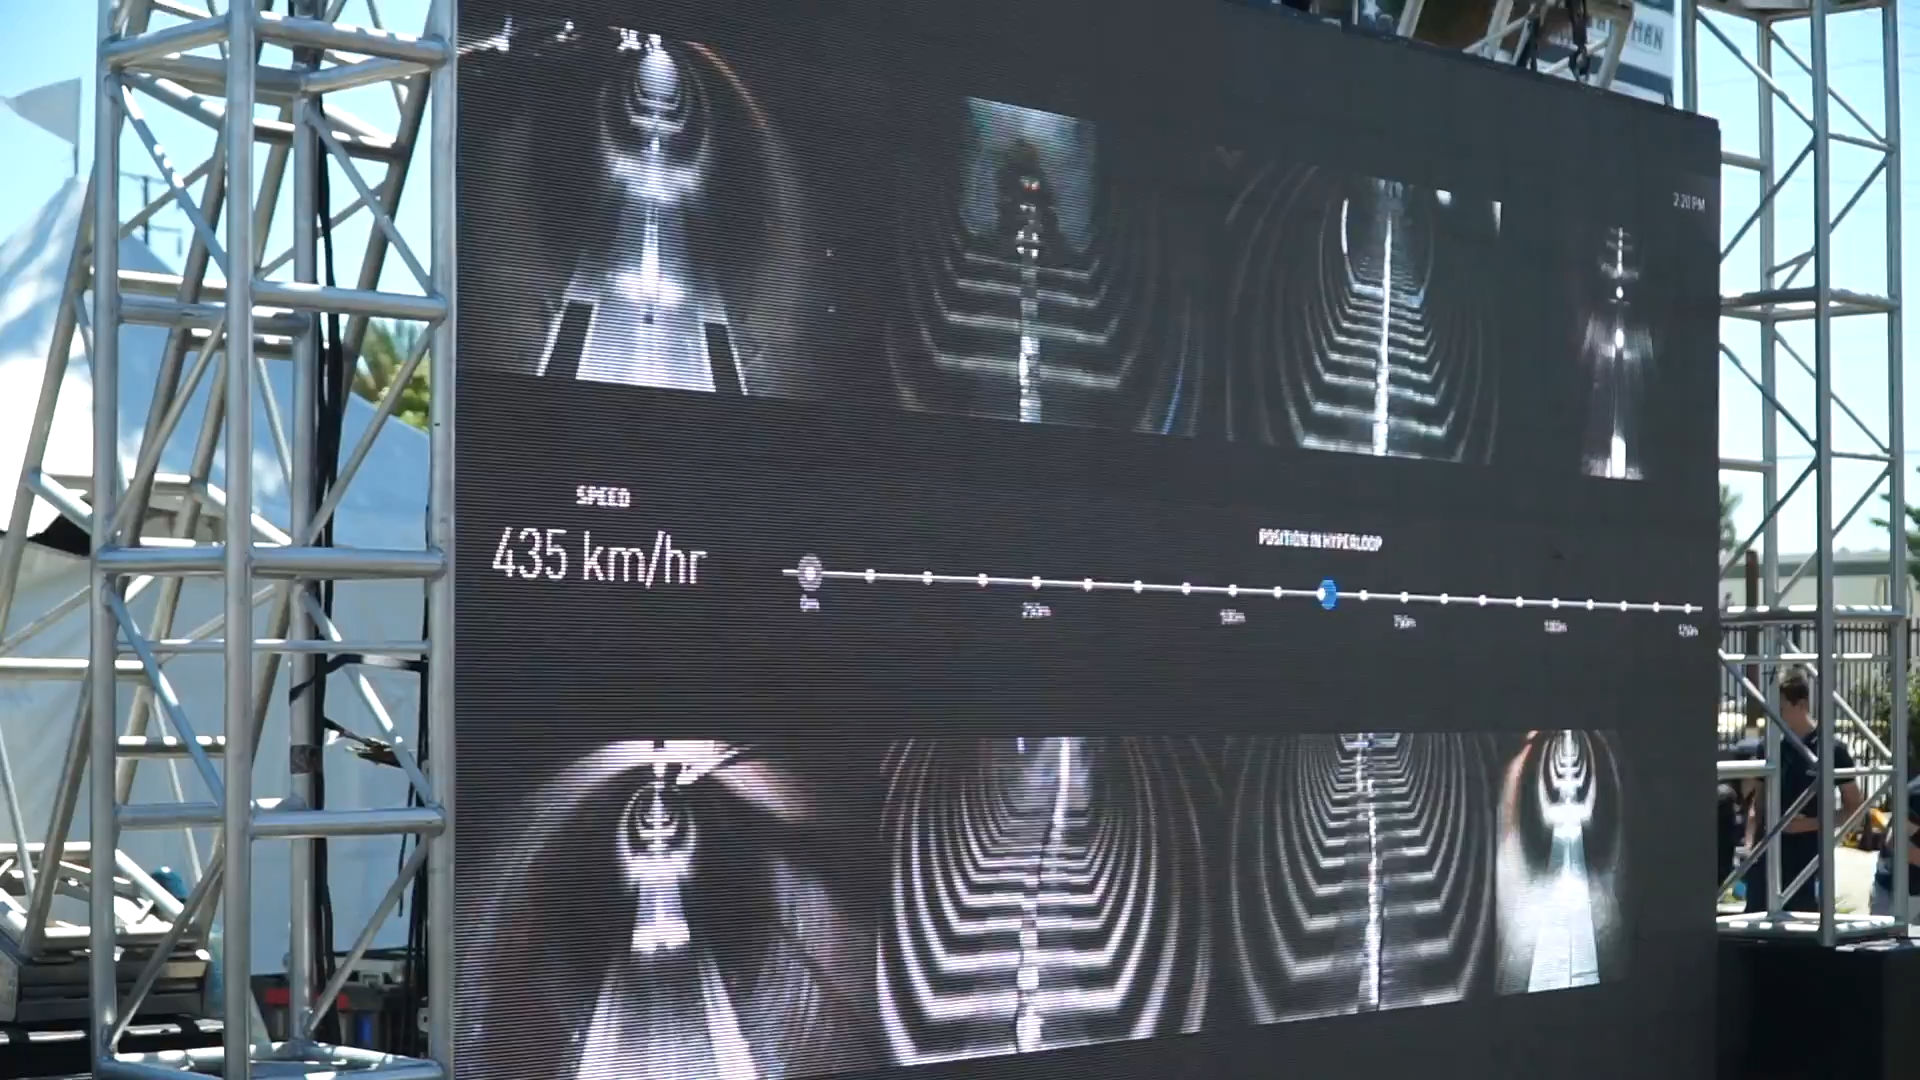 2:20 PM
SPEED
435 km/hr
POSITION IN HYPERLOOP
0m
250m
500m
750m
1000m
1250m